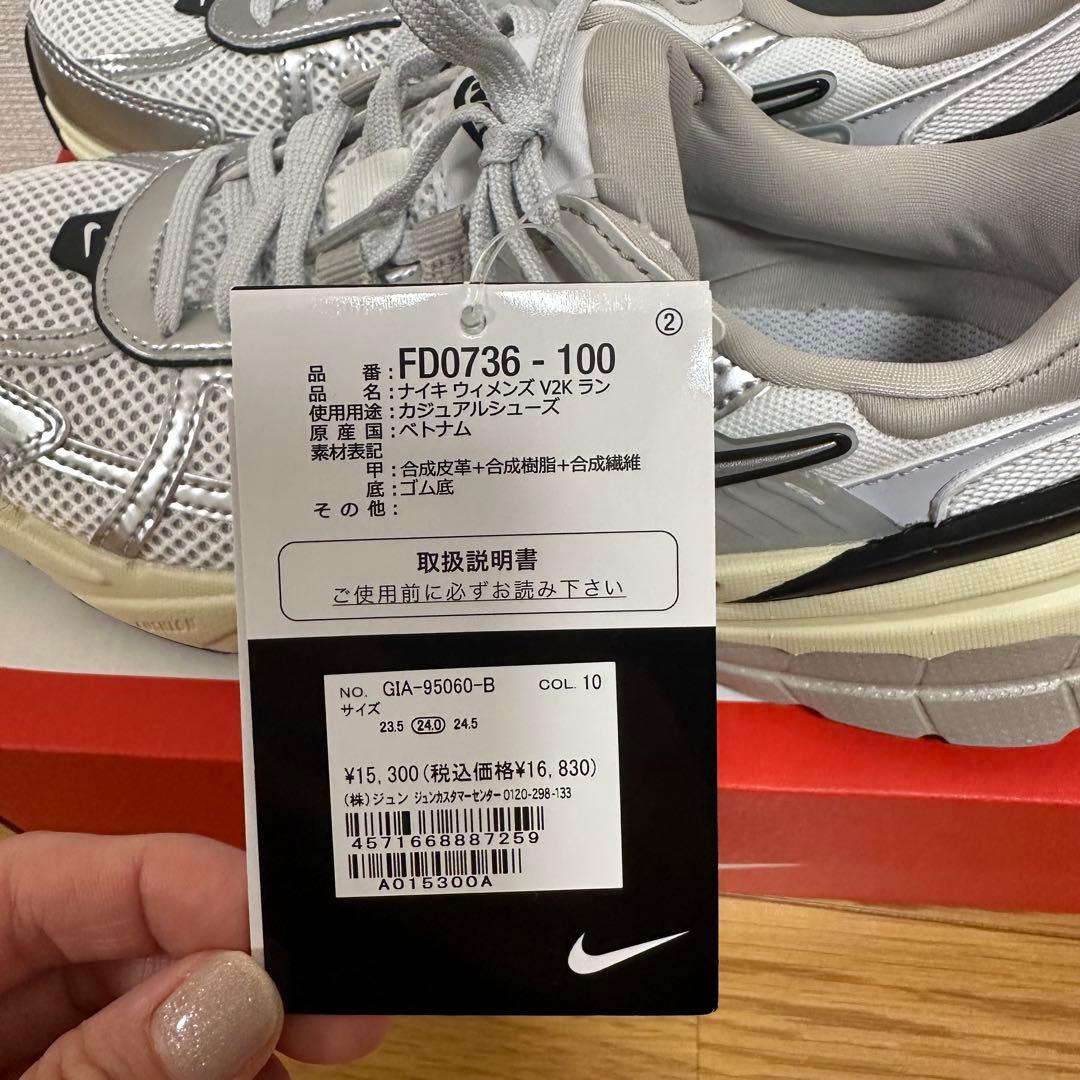 ②
品番:FD0736-100
品名:ナイキ ウィメンズ V2K ラン
使用用途:カジュアルシューズ
原産国:ベトナム
素材表記
甲:合成皮革+合成樹脂+合成繊維
底:ゴム底
その他:
取扱説明書
ご使用前に必ずお読み下さい
NO. GIA-95060-B COL. 10
サイズ
23.5 24.0 24.5
¥15,300(税込価格¥16,830)
(株)ジュン ジュンカスタマーセンター0120-298-133
4571668887259
A015300A